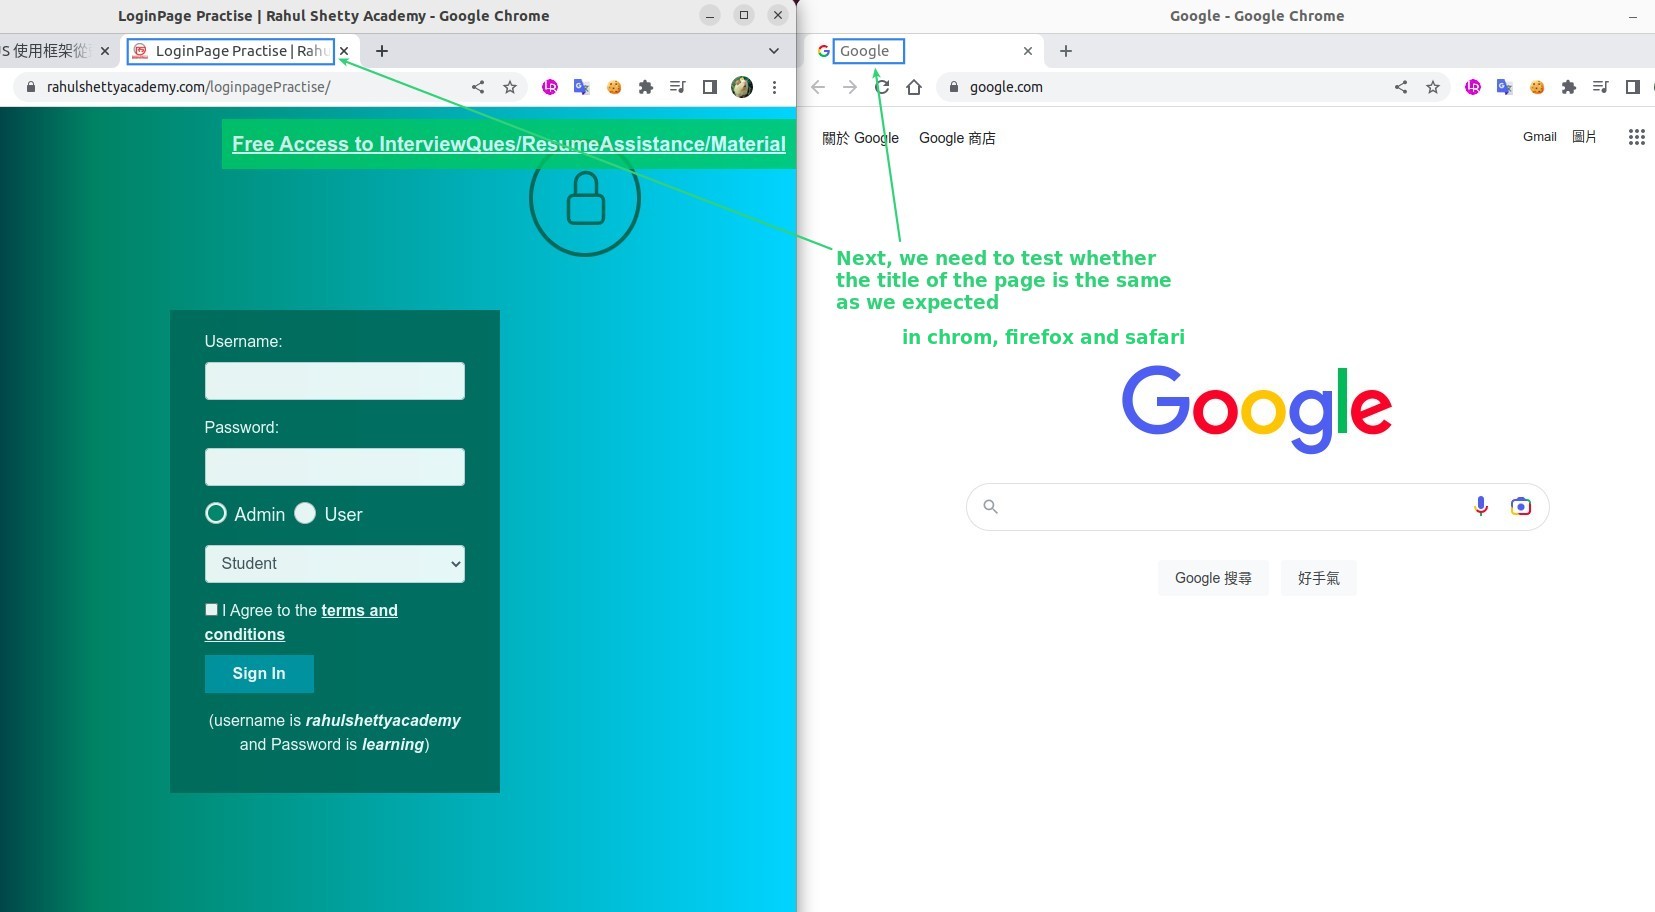 LoginPage Practise | Rahul Shetty Academy - Google Chrome
JS 使用框架從
LoginPage Practise | Rahu
rahulshettyacademy.com/loginpagePractise/
Free Access to InterviewQues/ResumeAssistance/Material
Username:
Password:
Admin User
Student
I Agree to the terms and
conditions
Sign In
(username is rahulshettyacademy
and Password is learning)
Google - Google Chrome
Google
google.com
關於 Google Google 商店
Gmail 圖片
Next, we need to test whether
the title of the page is the same
as we expected
in chrom, firefox and safari
Google
Google 搜尋 好手氣